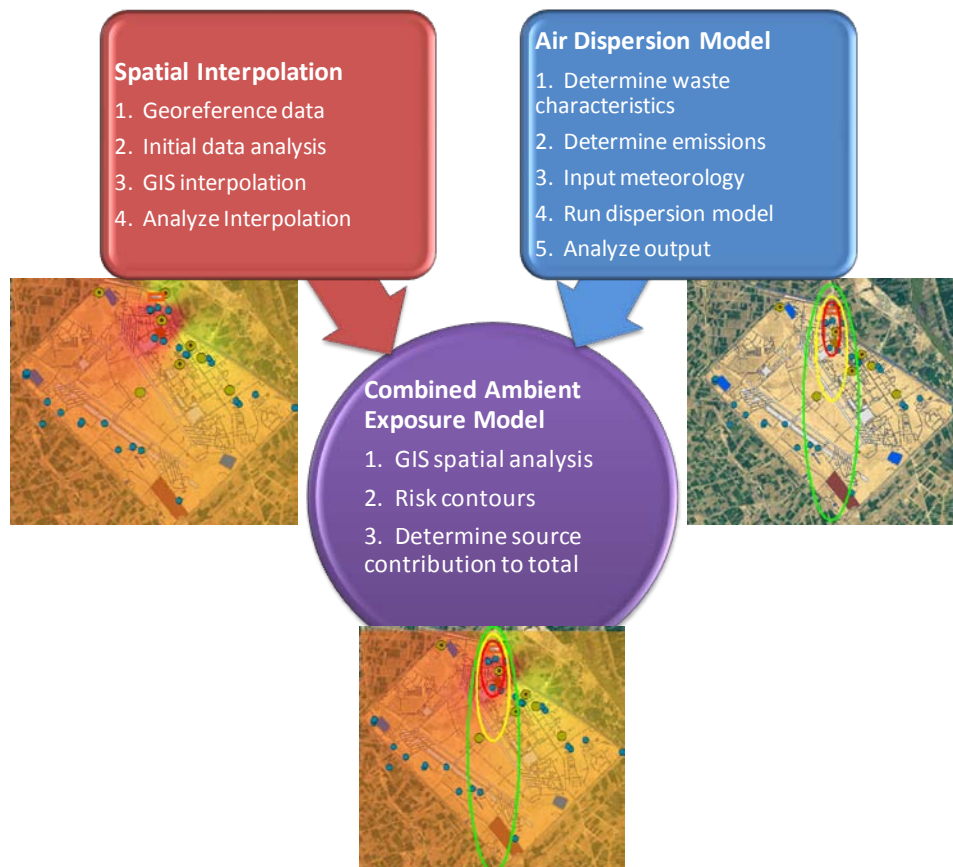 Spatial Interpolation
1. Georeference data
2. Initial data analysis
3. GIS interpolation
4. Analyze Interpolation
Air Dispersion Model
1. Determine waste
characteristics
2. Determine emissions
3. Input meteorology
4. Run dispersion model
5. Analyze output
Combined Ambient
Exposure Model
1. GIS spatial analysis
2. Risk contours
3. Determine source
contribution to total